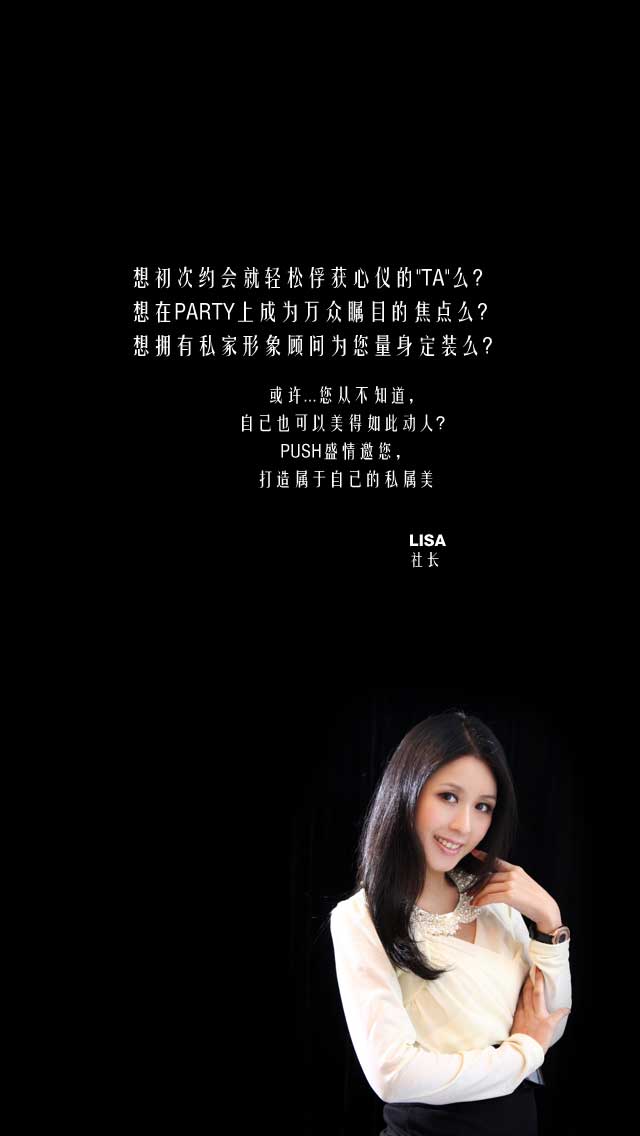 想初次约会就轻松俘获心仪的"TA"么?
想在PARTY上成为万众瞩目的焦点么?
想拥有私家形象顾问为您量身定装么?
或许...您从不知道,
自己也可以美得如此动人?
PUSH盛情邀您,
打造属于自己的私属美
LISA
社长